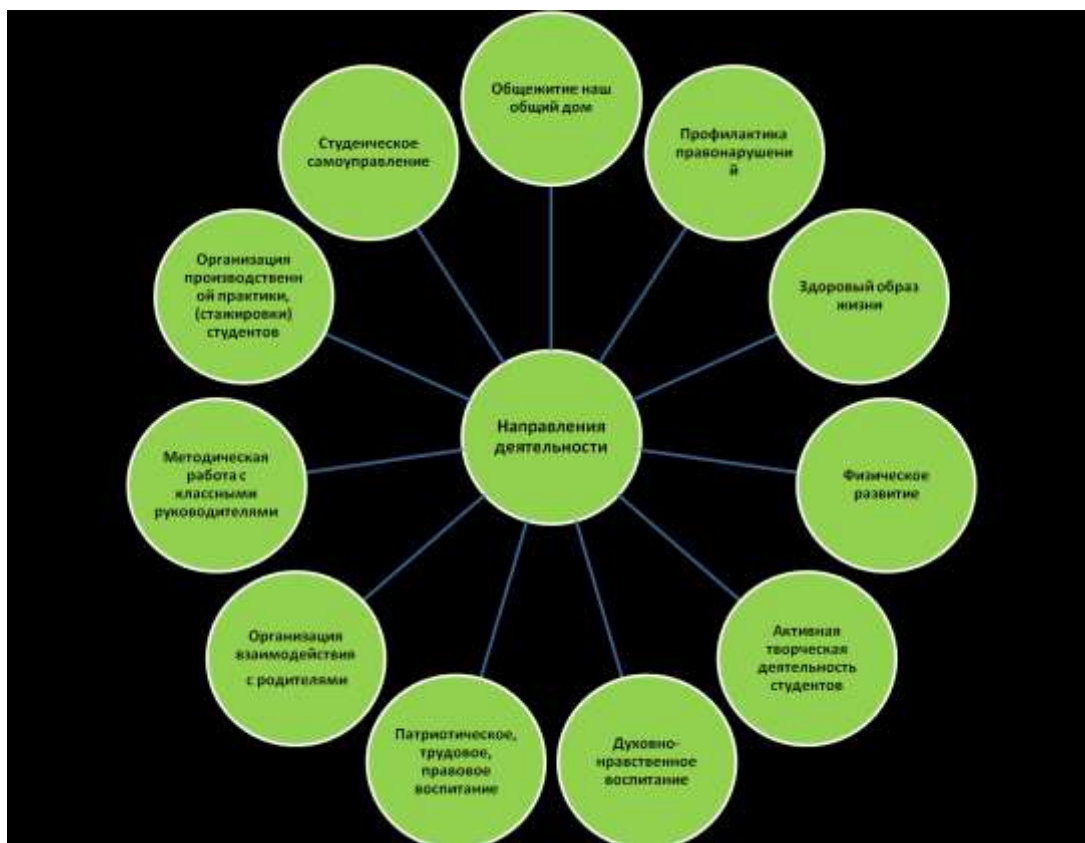 Общежитие наш
общий дом
Профилактика
правонарушени
й
Здоровый образ
жизни
Физическое
развитие
Активная
творческая
деятельность
студентов
Духовно-
нравственное
воспитание
Патриотическое,
трудовое,
правовое
воспитание
Организация
взаимодействия
с родителями
Методическая
работа с
классными
руководителями
Организация
производственн
ой практики,
(стажировки)
студентов
Студенческое
самоуправление
Направления
деятельности